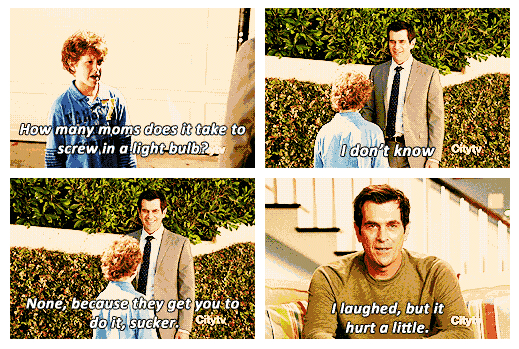 How many moms does it take to
screw in a light-bulb?
I don't know
Citytv
None, because they get you to
do it, sucker.
Citytv
I laughed, but it
hurt a little.
Citytv